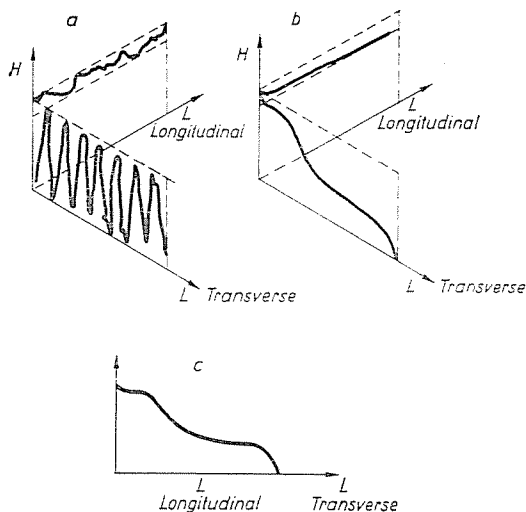 a
b
H
H
L
Longitudinal
L
Longitudinal
L Transverse
L Transverse
c
L L
Longitudinal Transverse